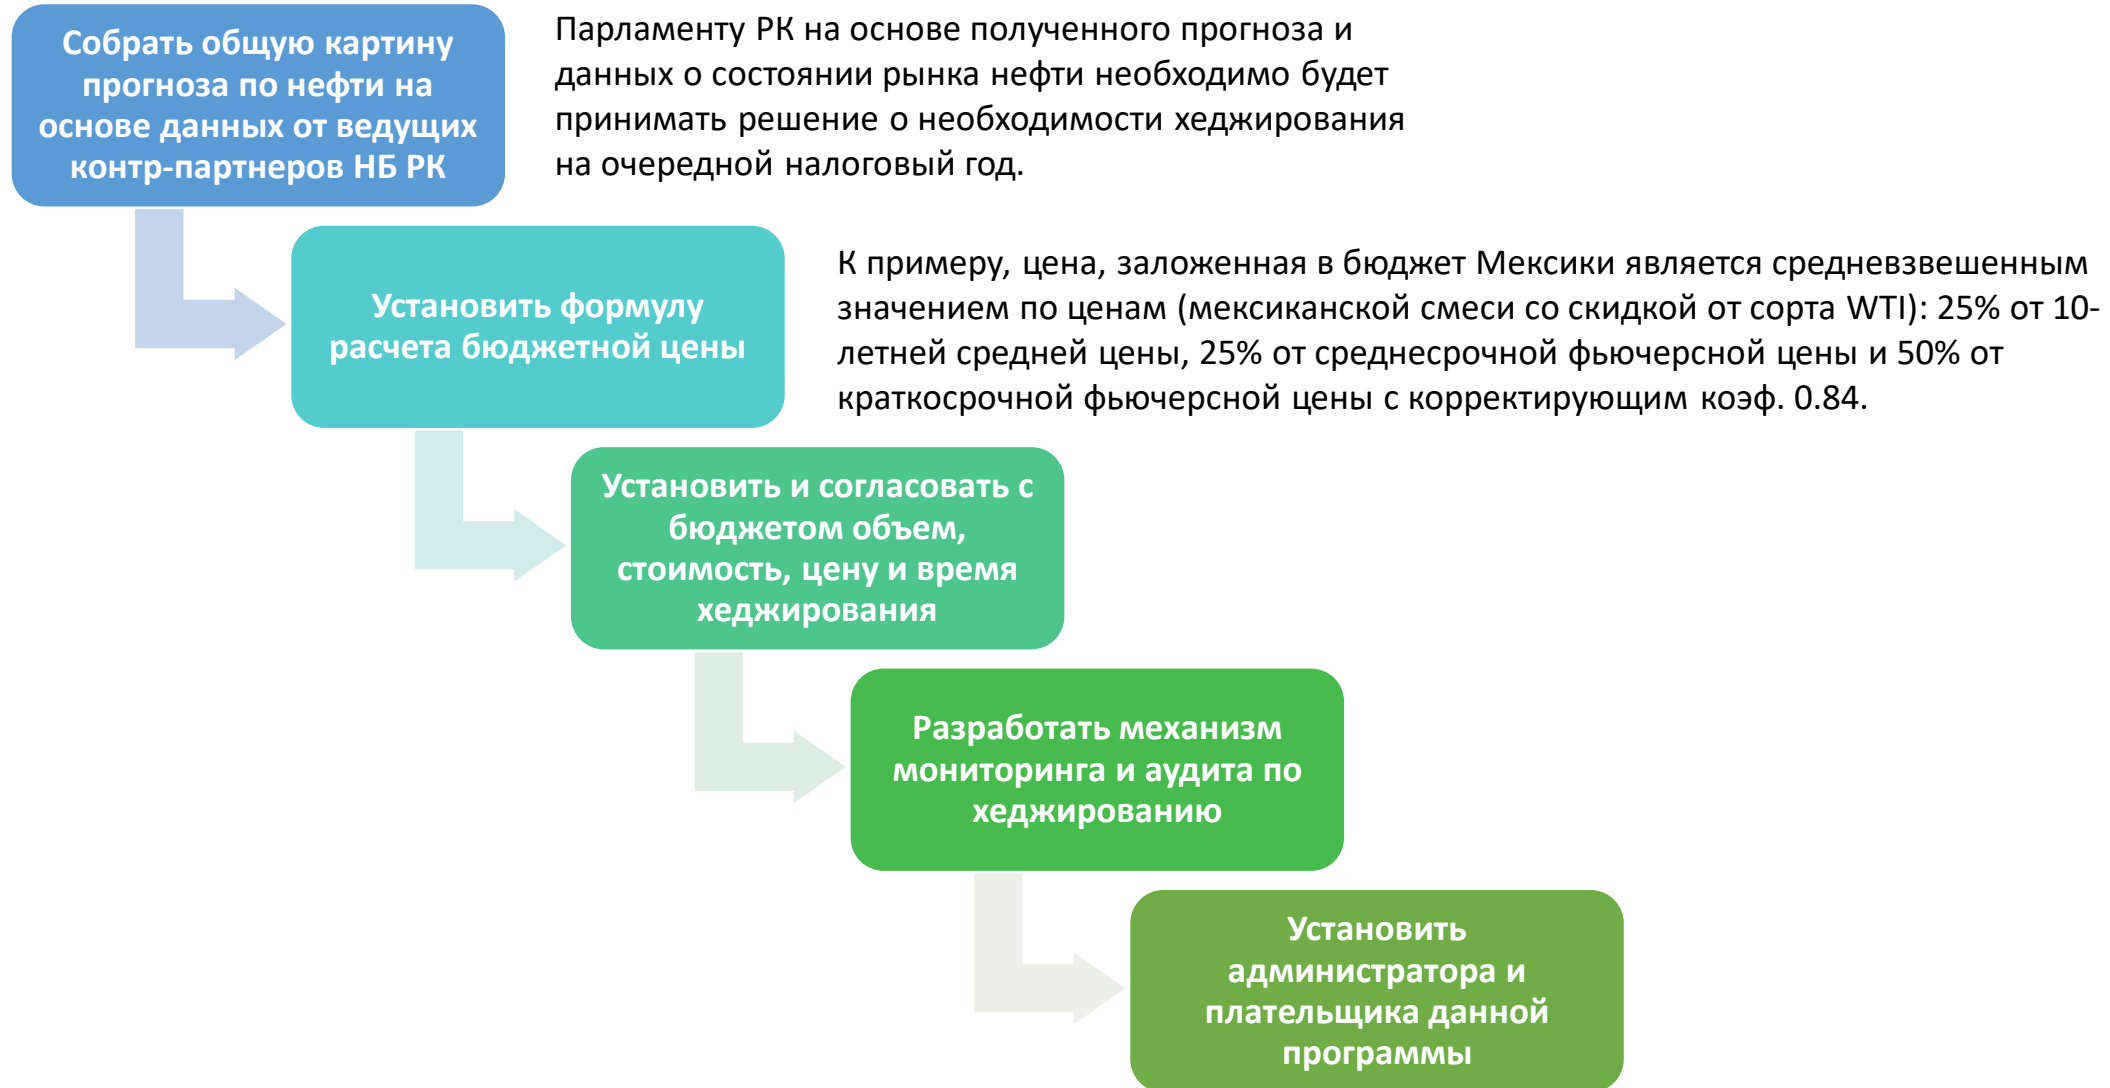 Собрать общую картину
прогноза по нефти на
основе данных от ведущих
контр-партнеров НБ РК
Парламенту РК на основе полученного прогноза и
данных о состоянии рынка нефти необходимо будет
принимать решение о необходимости хеджирования
на очередной налоговый год.
Установить формулу
расчета бюджетной цены
К примеру, цена, заложенная в бюджет Мексики является средневзвешенным
значением по ценам (мексиканской смеси со скидкой от сорта WTI): 25% от 10-
летней средней цены, 25% от среднесрочной фьючерсной цены и 50% от
краткосрочной фьючерсной цены с корректирующим коэф. 0.84.
Установить и согласовать с
бюджетом объем,
стоимость, цену и время
хеджирования
Разработать механизм
мониторинга и аудита по
хеджированию
Установить
администратора и
плательщика данной
программы